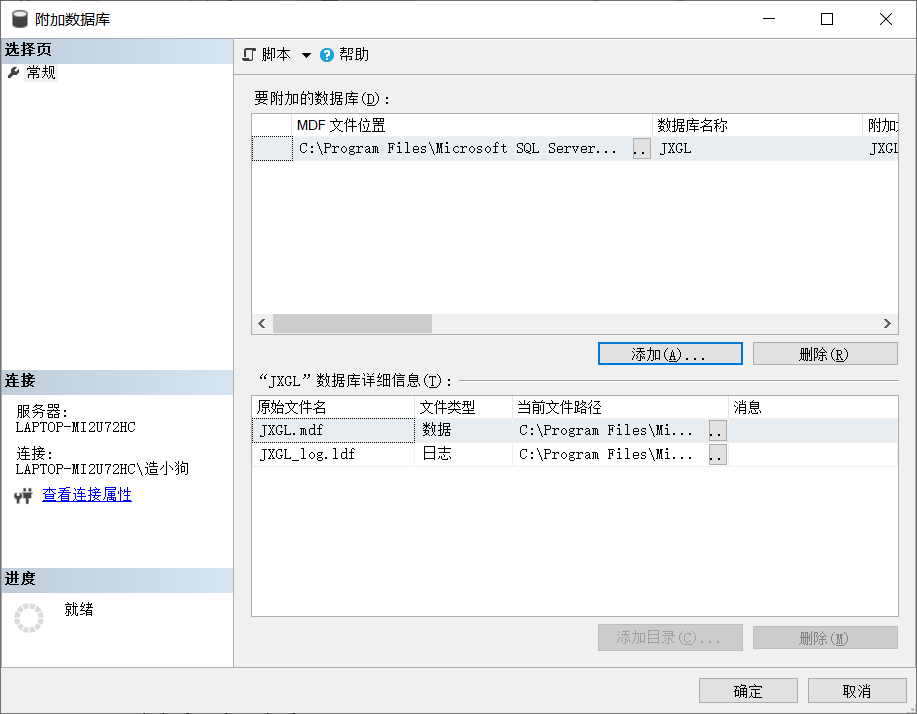 附加数据库
选择页
常规
脚本 帮助
要附加的数据库(D):
MDF 文件位置 数据库名称 附加
C:\Program Files\Microsoft SQL Server... .. JXGL JXGL
添加(A)... 删除(R)
“JXGL”数据库详细信息(T):
原始文件名 文件类型 当前文件路径 消息
JXGL.mdf 数据 C:\Program Files\Mi... ..
JXGL_log.ldf 日志 C:\Program Files\Mi... ..
添加目录(C)... 删除(M)
连接
服务器:
LAPTOP-MI2U72HC
连接:
LAPTOP-MI2U72HC\造小狗
查看连接属性
进度
就绪
确定 取消